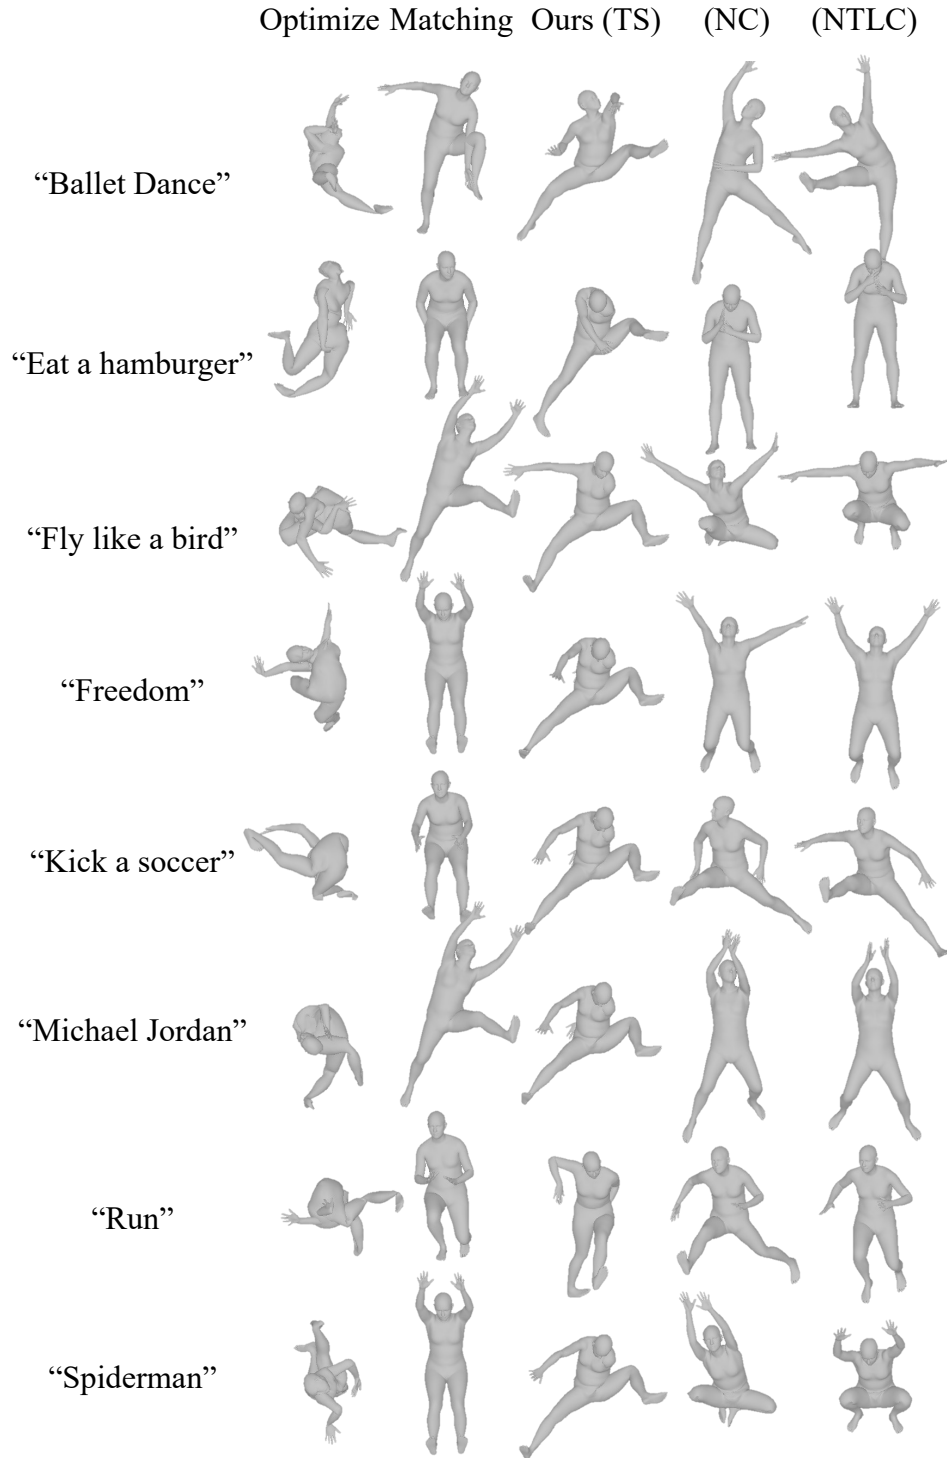 Optimize Matching Ours (TS) (NC) (NTLC)
“Ballet Dance”
“Eat a hamburger”
“Fly like a bird”
“Freedom”
“Kick a soccer”
“Michael Jordan”
“Run”
“Spiderman”